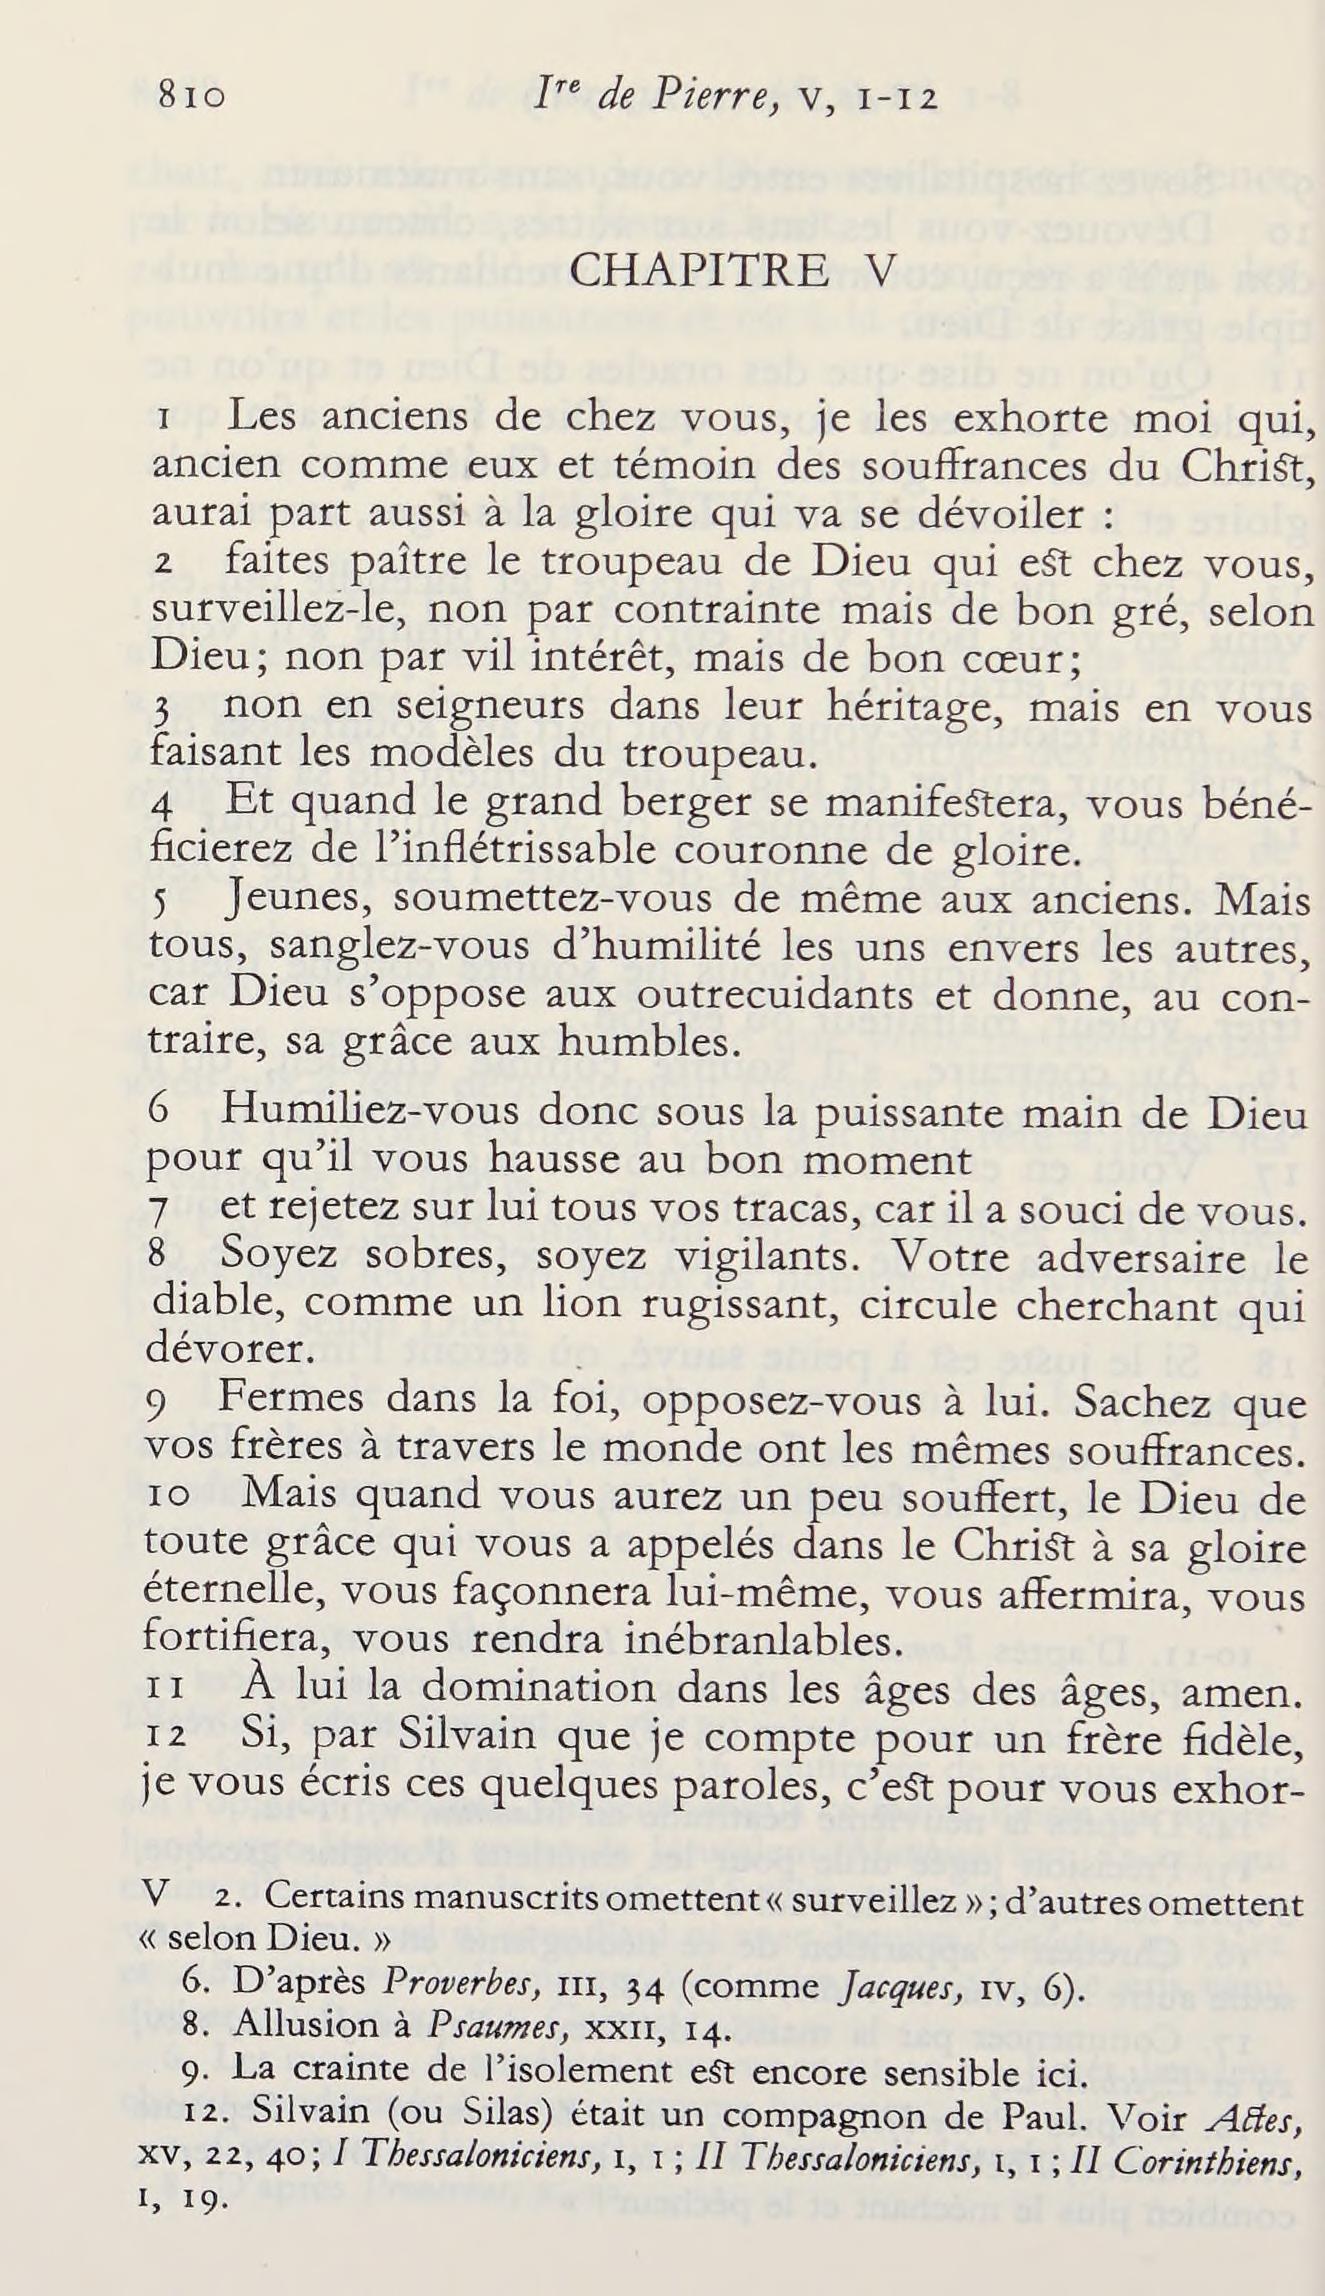 810 Iʳᵉ de Pierre, V, 1-12
CHAPITRE V
1 Les anciens de chez vous, je les exhorte moi qui,
ancien comme eux et témoin des souffrances du Christ,
aurai part aussi à la gloire qui va se dévoiler :
2 faites paître le troupeau de Dieu qui est chez vous,
surveillez-le, non par contrainte mais de bon gré, selon
Dieu; non par vil intérêt, mais de bon cœur;
3 non en seigneurs dans leur héritage, mais en vous
faisant les modèles du troupeau.
4 Et quand le grand berger se manifestera, vous béné-
ficierez de l'inflétrissable couronne de gloire.
5 Jeunes, soumettez-vous de même aux anciens. Mais
tous, sanglez-vous d'humilité les uns envers les autres,
car Dieu s'oppose aux outrecuidants et donne, au con-
traire, sa grâce aux humbles.
6 Humiliez-vous donc sous la puissante main de Dieu
pour qu'il vous hausse au bon moment
7 et rejetez sur lui tous vos tracas, car il a souci de vous.
8 Soyez sobres, soyez vigilants. Votre adversaire le
diable, comme un lion rugissant, circule cherchant qui
dévorer.
9 Fermes dans la foi, opposez-vous à lui. Sachez que
vos frères à travers le monde ont les mêmes souffrances.
10 Mais quand vous aurez un peu souffert, le Dieu de
toute grâce qui vous a appelés dans le Christ à sa gloire
éternelle, vous façonnera lui-même, vous affermira, vous
fortifiera, vous rendra inébranlables.
11 À lui la domination dans les âges des âges, amen.
12 Si, par Silvain que je compte pour un frère fidèle,
je vous écris ces quelques paroles, c'est pour vous exhor-
V 2. Certains manuscrits omettent « surveillez »; d'autres omettent
« selon Dieu. »
6. D'après Proverbes, III, 34 (comme Jacques, IV, 6).
8. Allusion à Psaumes, XXII, 14.
9. La crainte de l'isolement est encore sensible ici.
12. Silvain (ou Silas) était un compagnon de Paul. Voir Actes,
XV, 22, 40; I Thessaloniciens, I, 1; II Thessaloniciens, I, 1; II Corinthiens,
I, 19.